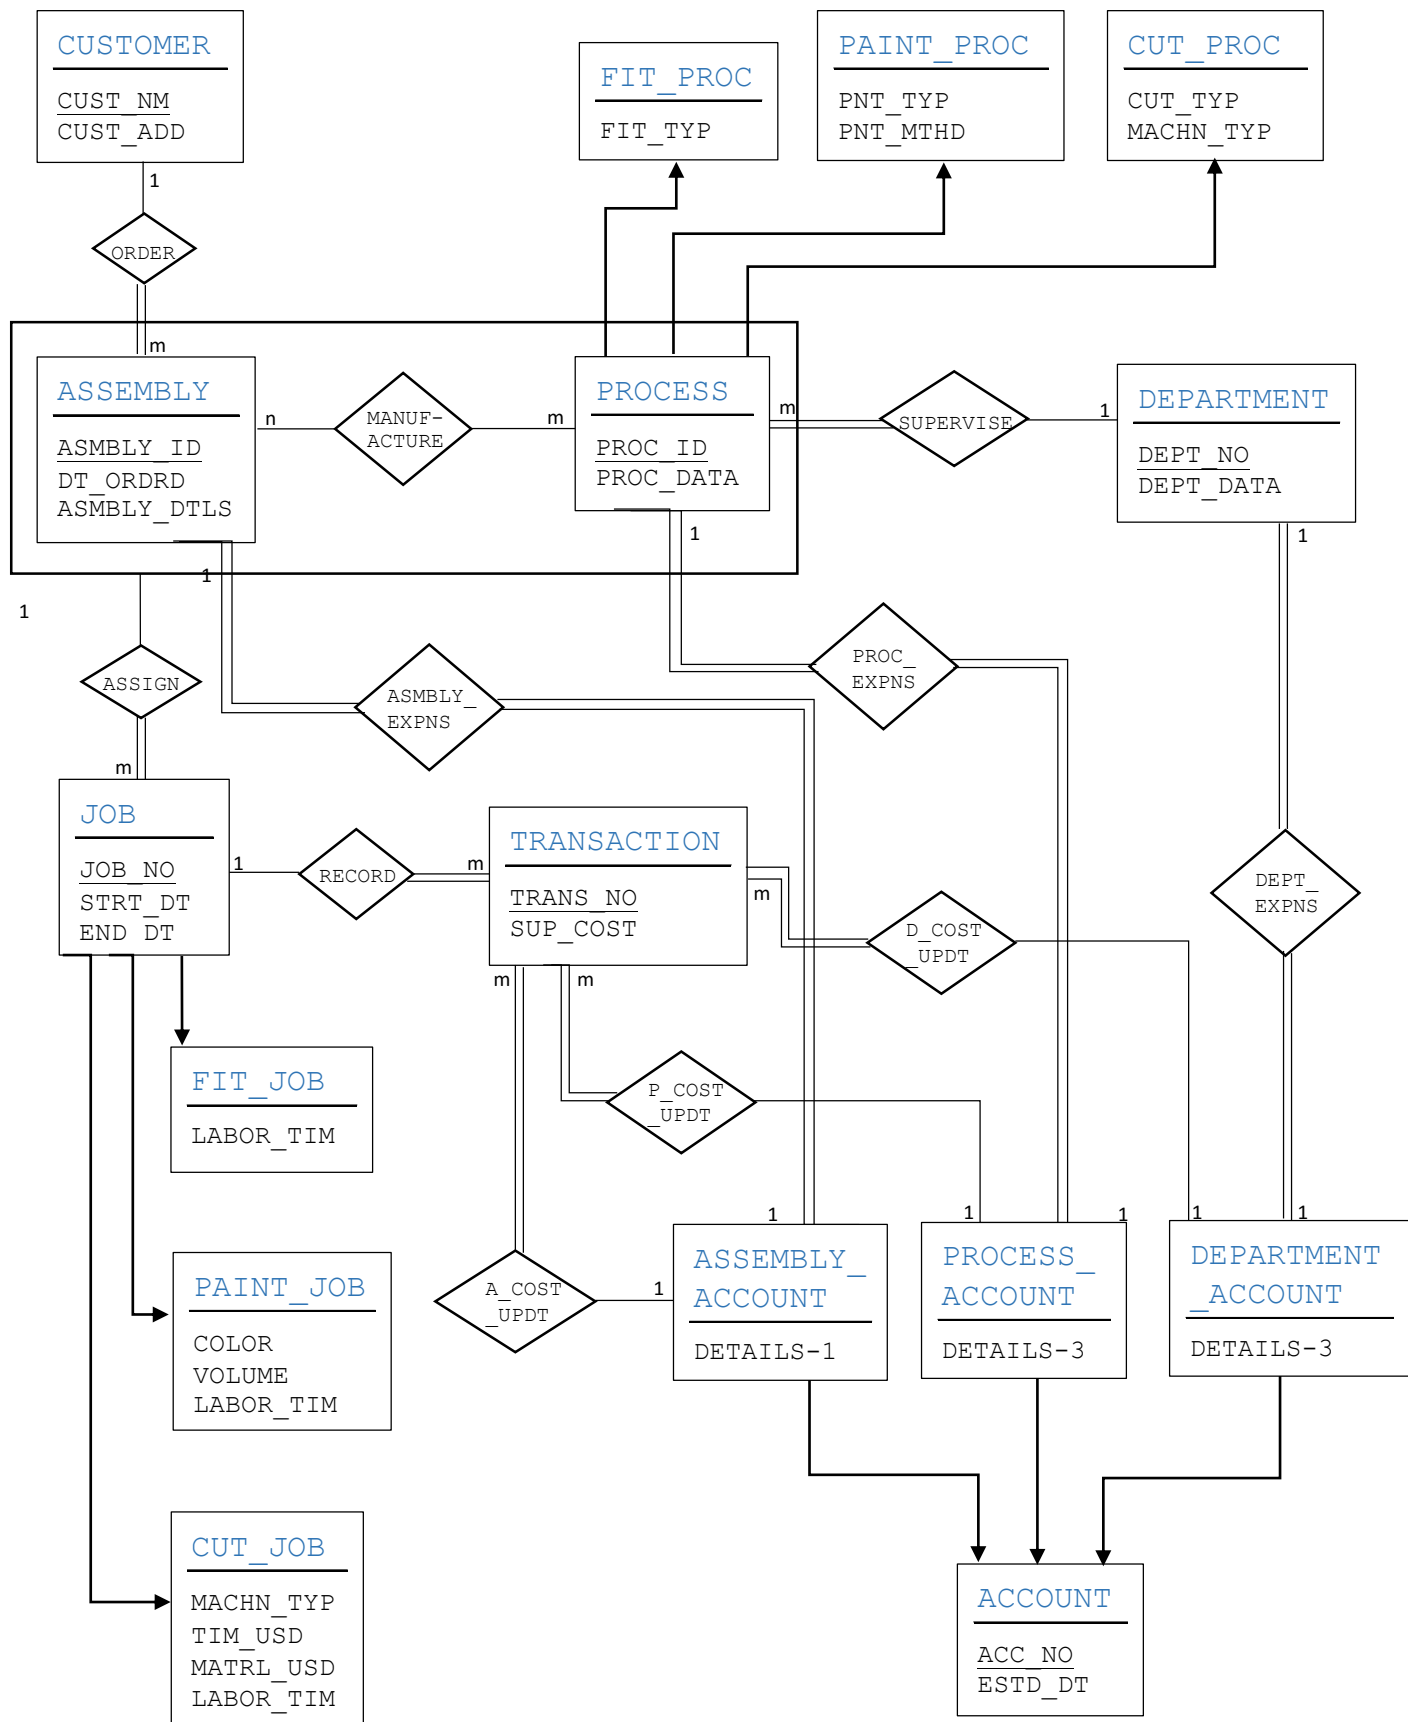 CUSTOMER
CUST_NM
CUST_ADD
FIT_PROC
FIT_TYP
PAINT_PROC
PNT_TYP
PNT_MTHD
CUT_PROC
CUT_TYP
MACHN_TYP
1
ORDER
m
ASSEMBLY
ASMBLY_ID
DT_ORDRD
ASMBLY_DTLS
n
MANUF-
ACTURE
m
PROCESS
PROC_ID
PROC_DATA
m
SUPERVISE
1
DEPARTMENT
DEPT_NO
DEPT_DATA
1
1
1
1
ASSIGN
m
ASMBLY_
EXPNS
PROC_
EXPNS
JOB
JOB_NO
STRT_DT
END_DT
1
RECORD
m
TRANSACTION
TRANS_NO
SUP_COST
m
D_COST
_UPDT
DEPT_
EXPNS
m
m
FIT_JOB
LABOR_TIM
P_COST
_UPDT
PAINT_JOB
COLOR
VOLUME
LABOR_TIM
A_COST
_UPDT
1
1
ASSEMBLY_
ACCOUNT
DETAILS-1
1
1
PROCESS_
ACCOUNT
DETAILS-3
1
1
DEPARTMENT
_ACCOUNT
DETAILS-3
CUT_JOB
MACHN_TYP
TIM_USD
MATRL_USD
LABOR_TIM
ACCOUNT
ACC_NO
ESTD_DT